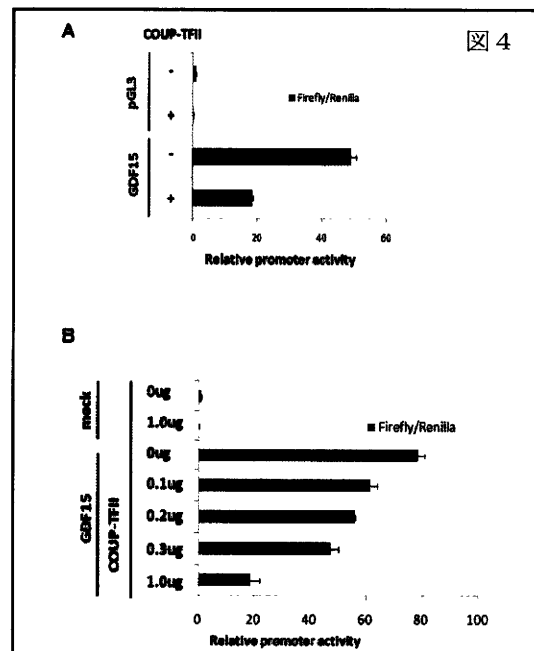 A
COUP-TFII
図4
pGL3
-
+
■Firefly/Renilla
GDF15
-
+
0 20 40 60
Relative promoter activity
B
mock
0ug
1.0ug
■Firefly/Renilla
GDF15
COUP-TFII
0ug
0.1ug
0.2ug
0.3ug
1.0ug
0 20 40 60 80 100
Relative promoter activity